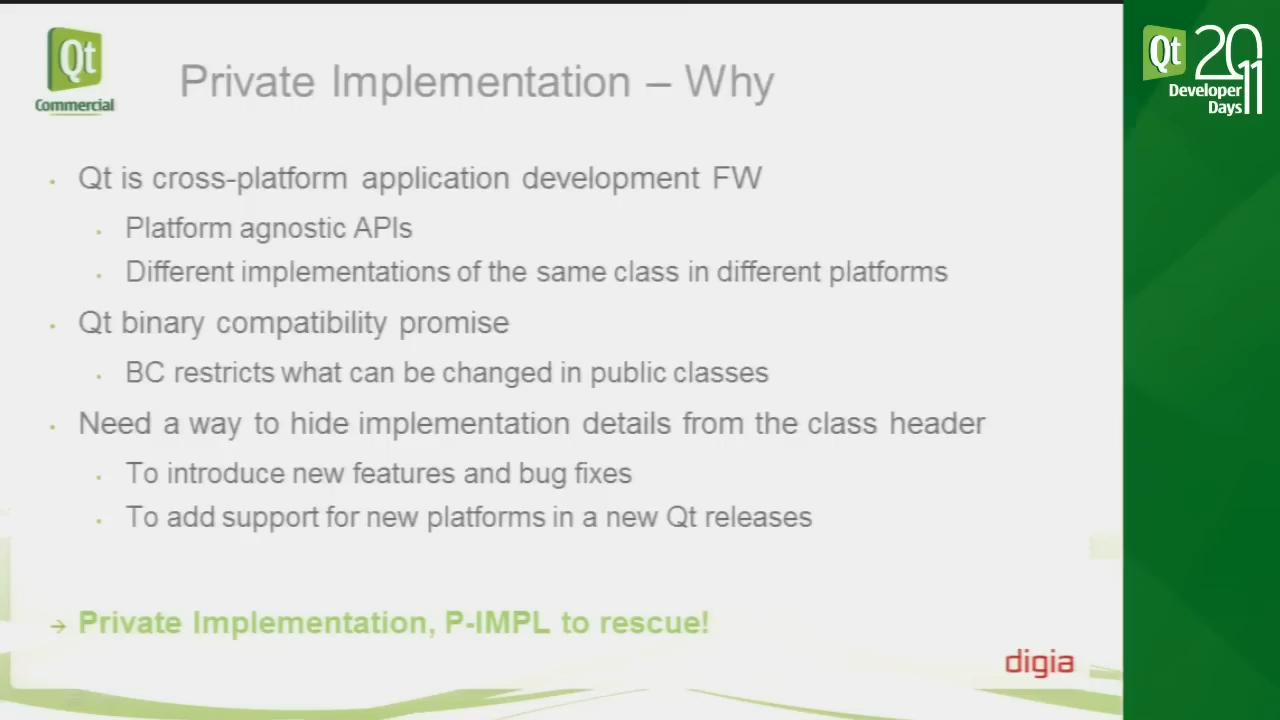 Qt
Commercial
Private Implementation – Why
Qt 2011
Developer
Days
· Qt is cross-platform application development FW
· Platform agnostic APIs
· Different implementations of the same class in different platforms
· Qt binary compatibility promise
· BC restricts what can be changed in public classes
· Need a way to hide implementation details from the class header
· To introduce new features and bug fixes
· To add support for new platforms in a new Qt releases
→ Private Implementation, P-IMPL to rescue!
digia